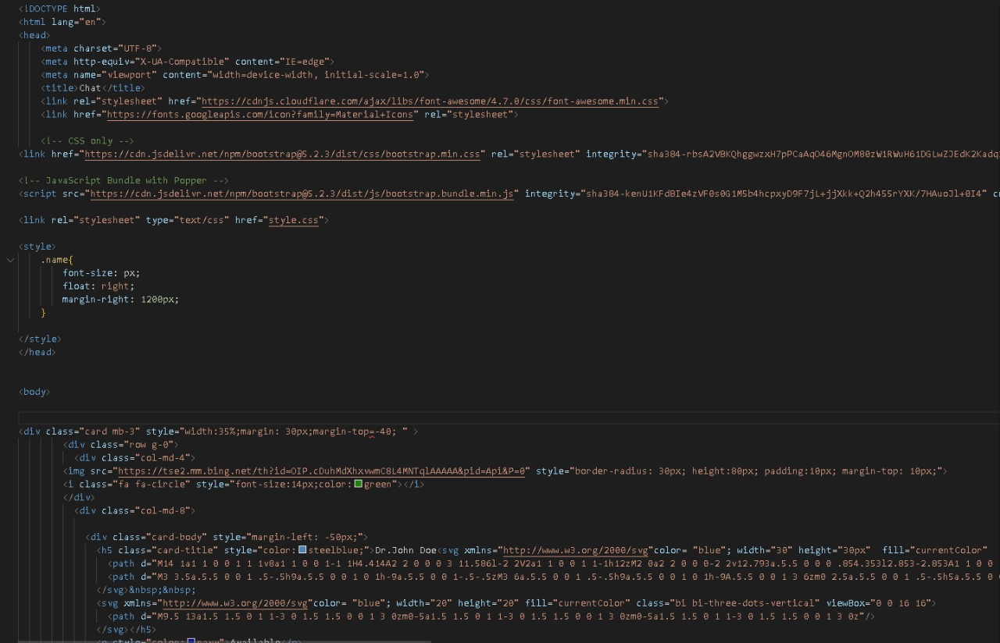 <!DOCTYPE html>
<html lang="en">
<head>
<meta charset="UTF-8">
<meta http-equiv="X-UA-Compatible" content="IE=edge">
<meta name="viewport" content="width=device-width, initial-scale=1.0">
<title>Chat</title>
<link rel="stylesheet" href="https://cdnjs.cloudflare.com/ajax/libs/font-awesome/4.7.0/css/font-awesome.min.css">
<link href="https://fonts.googleapis.com/icon?family=Material+Icons" rel="stylesheet">
<!-- CSS only -->
<link href="https://cdn.jsdelivr.net/npm/bootstrap@5.2.3/dist/css/bootstrap.min.css" rel="stylesheet" integrity="sha384-rbsA2VBKQhggwzxH7pPCaAqO46MgnOM80zW1RWuH61DGLwZJEdK2Kadq
<!-- JavaScript Bundle with Popper -->
<script src="https://cdn.jsdelivr.net/npm/bootstrap@5.2.3/dist/js/bootstrap.bundle.min.js" integrity="sha384-kenU1KFdBIe4zVF0s0G1M5b4hcpxyD9F7jL+jjXkk+Q2h455rYXK/7HAuoJl+0I4" cr
<link rel="stylesheet" type="text/css" href="style.css">
<style>
.name{
font-size: px;
float: right;
margin-right: 1200px;
}
</style>
</head>
<body>
<div class="card mb-3" style="width:35%;margin: 30px;margin-top=-40; " >
<div class="row g-0">
<div class="col-md-4">
<img src="https://tse2.mm.bing.net/th?id=OIP.cDuhMdXhxvwmC8L4MNTqlAAAAA&pid=Api&P=0" style="border-radius: 30px; height:80px; padding:10px; margin-top: 10px;">
<i class="fa fa-circle" style="font-size:14px;color:green"></i>
</div>
<div class="col-md-8">
<div class="card-body" style="margin-left: -50px;">
<h5 class="card-title" style="color:steelblue;">Dr.John Doe<svg xmlns="http://www.w3.org/2000/svg"color= "blue"; width="30" height="30px"  fill="currentColor"
<path d="M14 1a1 1 0 0 1 1 1v8a1 1 0 0 1-1 1H4.414A2 2 0 0 0 3 11.586l-2 2V2a1 1 0 0 1 1-1h12zM2 0a2 2 0 0 0-2 2v12.793a.5.5 0 0 0 .854.353l2.853-2.853A1 1 0 0
<path d="M3 3.5a.5.5 0 0 1 .5-.5h9a.5.5 0 0 1 0 1h-9a.5.5 0 0 1-.5-.5zM3 6a.5.5 0 0 1 .5-.5h9a.5.5 0 0 1 0 1h-9A.5.5 0 0 1 3 6zm0 2.5a.5.5 0 0 1 .5-.5h5a.5.5 0
</svg>&nbsp;&nbsp;
<svg xmlns="http://www.w3.org/2000/svg"color= "blue"; width="20" height="20" fill="currentColor" class="bi bi-three-dots-vertical" viewBox="0 0 16 16">
<path d="M9.5 13a1.5 1.5 0 1 1-3 0 1.5 1.5 0 0 1 3 0zm0-5a1.5 1.5 0 1 1-3 0 1.5 1.5 0 0 1 3 0zm0-5a1.5 1.5 0 1 1-3 0 1.5 1.5 0 0 1 3 0z"/>
</svg></h5>
<p style="color:navy">Available</p>